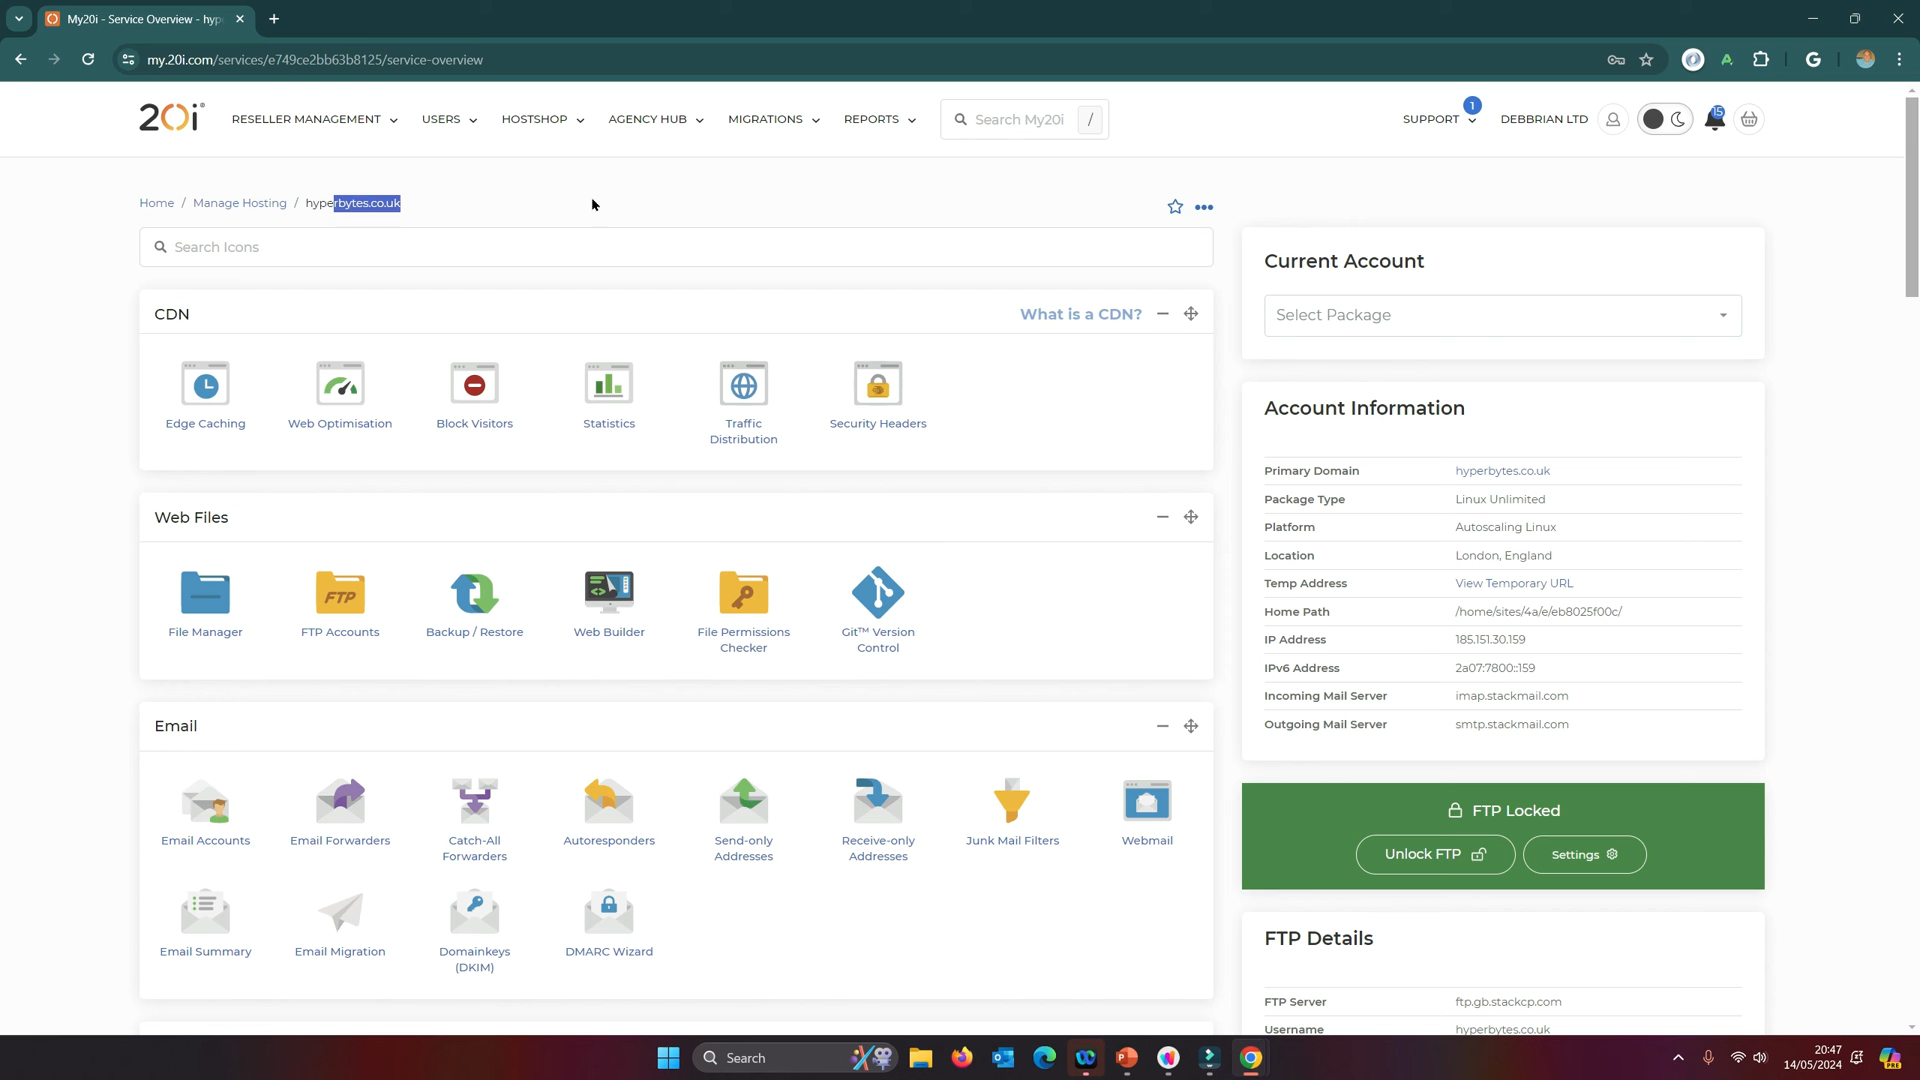 My20i - Service Overview - hyp
my.20i.com/services/e749ce2bb63b8125/service-overview
20i
RESELLER MANAGEMENT
USERS
HOSTSHOP
AGENCY HUB
MIGRATIONS
REPORTS
Search My20i
/
SUPPORT
1
DEBBRIAN LTD
15
Home / Manage Hosting / hyperbytes.co.uk
Search Icons
CDN
What is a CDN?
Edge Caching
Web Optimisation
Block Visitors
Statistics
Traffic
Distribution
Security Headers
Web Files
File Manager
FTP
FTP Accounts
Backup / Restore
Web Builder
File Permissions
Checker
Git™ Version
Control
Email
Email Accounts
Email Forwarders
Catch-All
Forwarders
Autoresponders
Send-only
Addresses
Receive-only
Addresses
Junk Mail Filters
Webmail
Email Summary
Email Migration
Domainkeys
(DKIM)
DMARC Wizard
Current Account
Select Package
Account Information
Primary Domain hyperbytes.co.uk
Package Type Linux Unlimited
Platform Autoscaling Linux
Location London, England
Temp Address View Temporary URL
Home Path /home/sites/4a/e/eb8025f00c/
IP Address 185.151.30.159
IPv6 Address 2a07:7800::159
Incoming Mail Server imap.stackmail.com
Outgoing Mail Server smtp.stackmail.com
FTP Locked
Unlock FTP
Settings
FTP Details
FTP Server ftp.gb.stackcp.com
Username hyperbytes.co.uk
Search
20:47
14/05/2024
PRE